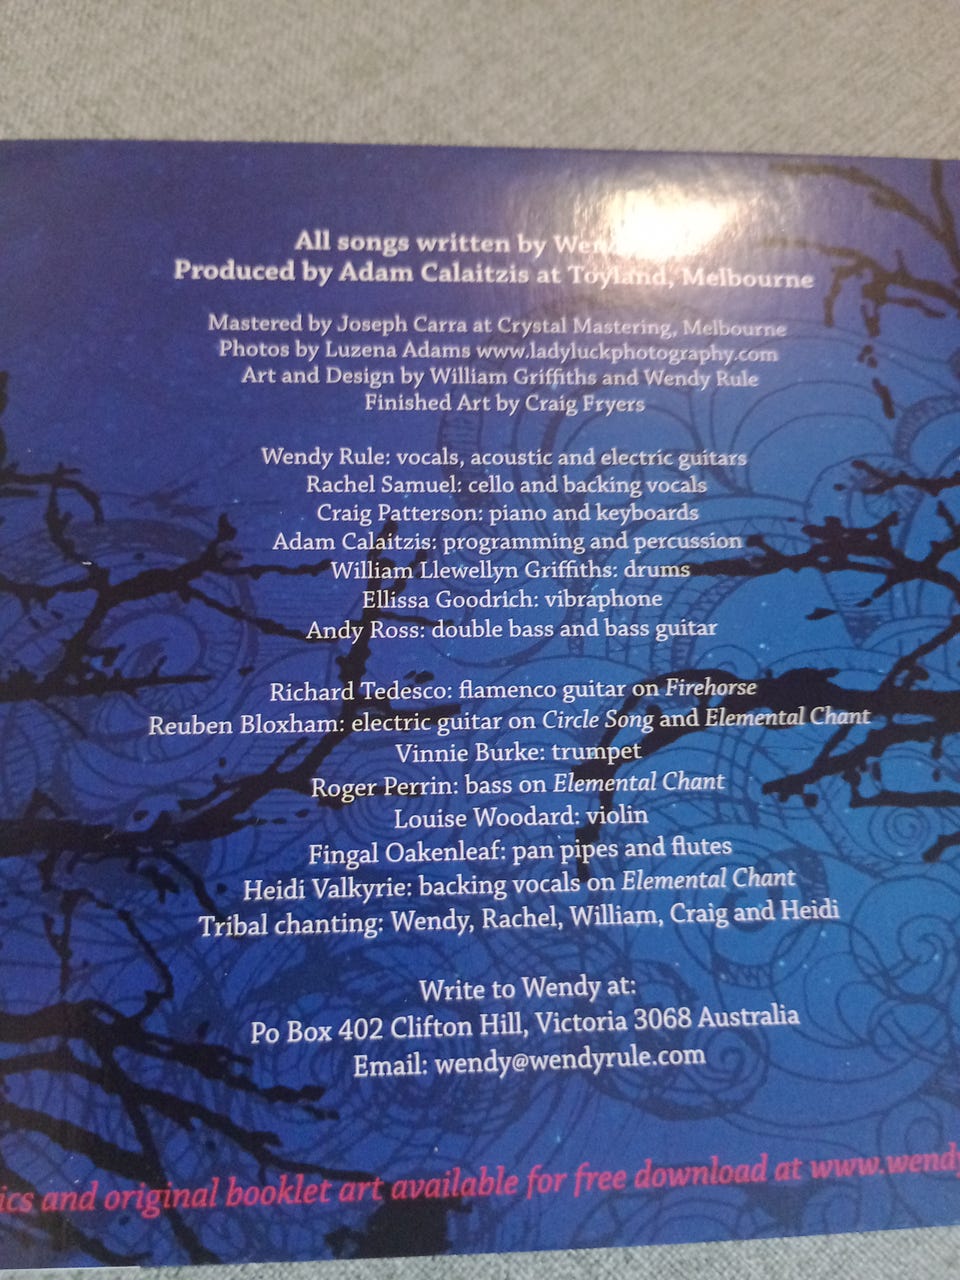 All songs written by
Produced by Adam Calaitzis at Toyland, Melbourne
Mastered by Joseph Carra at Crystal Mastering, Melbourne
Photos by Luzena Adams www.ladyluckphotography.com
Art and Design by William Griffiths and Wendy Rule
Finished Art by Craig Fryers
Wendy Rule: vocals, acoustic and electric guitars
Rachel Samuel: cello and backing vocals
Craig Patterson: piano and keyboards
Adam Calaitzis: programming and percussion
William Llewellyn Griffiths: drums
Ellissa Goodrich: vibraphone
Andy Ross: double bass and bass guitar
Richard Tedesco: flamenco guitar on Firehorse
Reuben Bloxham: electric guitar on Circle Song and Elemental Chant
Vinnie Burke: trumpet
Roger Perrin: bass on Elemental Chant
Louise Woodard: violin
Fingal Oakenleaf: pan pipes and flutes
Heidi Valkyrie: backing vocals on Elemental Chant
Tribal chanting: Wendy, Rachel, William, Craig and Heidi
Write to Wendy at:
Po Box 402 Clifton Hill, Victoria 3068 Australia
Email: wendy@wendyrule.com
ics and original booklet art available for free download at www.wendy